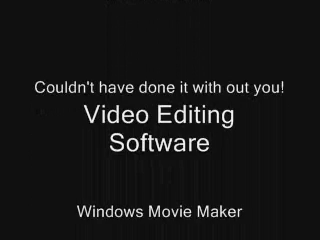 Couldn't have done it with out you!
Video Editing
Software
Windows Movie Maker